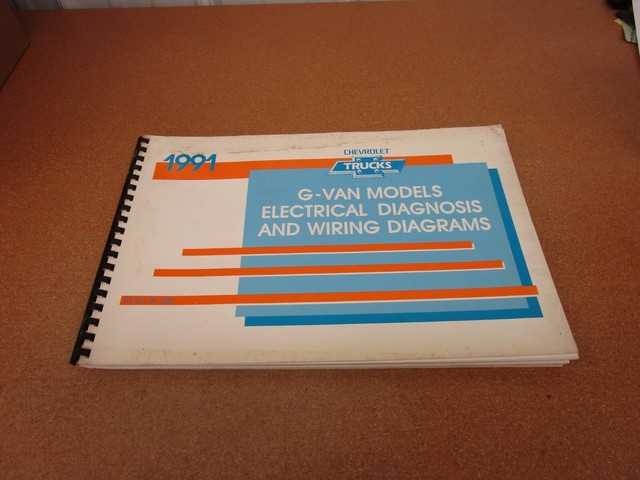 1991
CHEVROLET
TRUCKS
G-VAN MODELS
ELECTRICAL DIAGNOSIS
AND WIRING DIAGRAMS